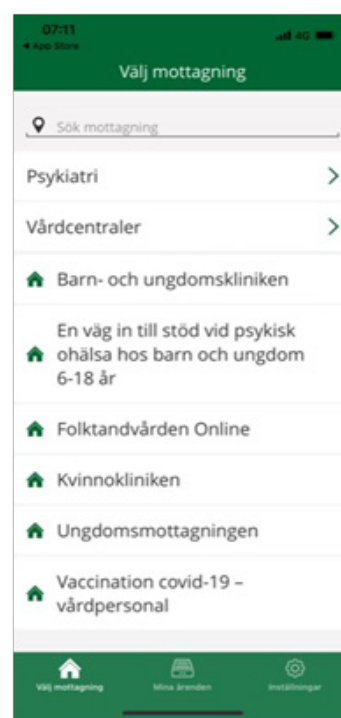 07:11
◀ App Store
4G
Välj mottagning
Sök mottagning
Psykiatri
Vårdcentraler
Barn- och ungdomskliniken
En väg in till stöd vid psykisk
ohälsa hos barn och ungdom
6-18 år
Folktandvården Online
Kvinnokliniken
Ungdomsmottagningen
Vaccination covid-19 –
vårdpersonal
Välj mottagning
Mina ärenden
Inställningar